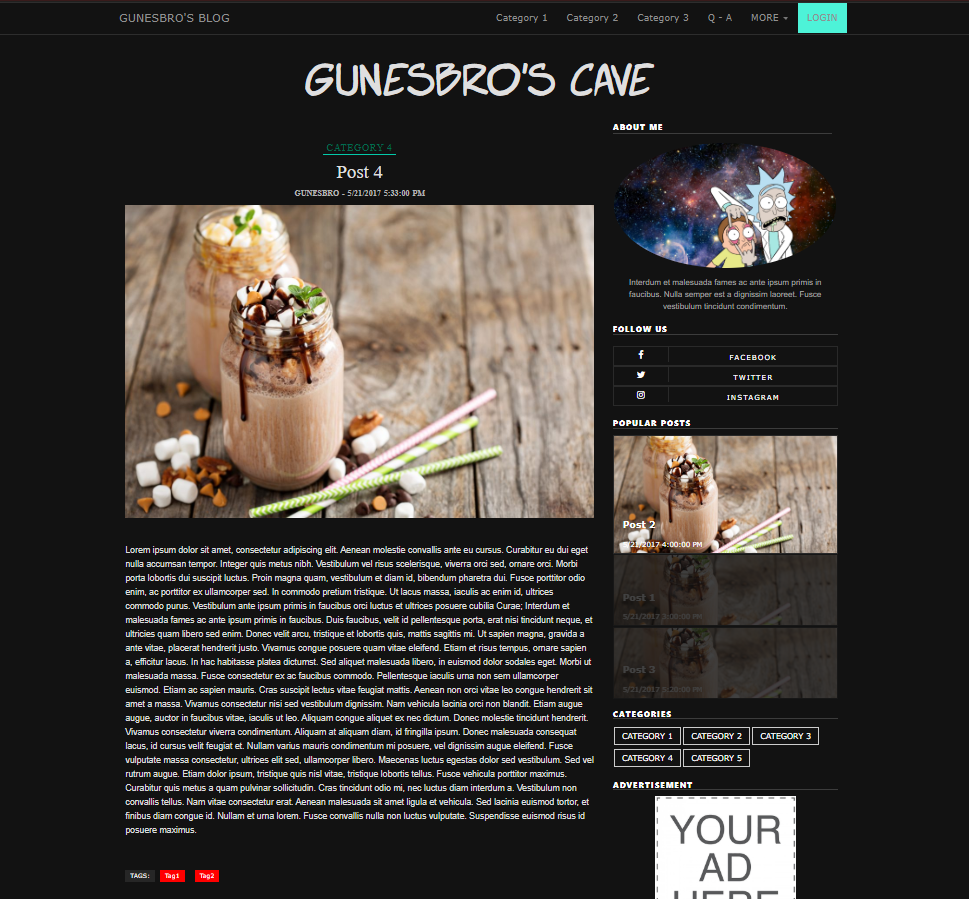 GUNESBRO'S BLOG
Category 1 Category 2 Category 3 Q - A MORE LOGIN
GUNESBRO'S CAVE
CATEGORY 4
Post 4
GUNESBRO - 5/21/2017 5:33:00 PM
Lorem ipsum dolor sit amet, consectetur adipiscing elit. Aenean molestie convallis ante eu cursus. Curabitur eu dui eget
nulla accumsan tempor. Integer quis metus nibh. Vestibulum vel risus scelerisque, viverra orci sed, ornare orci. Morbi
porta lobortis dui suscipit luctus. Proin magna quam, vestibulum et diam id, bibendum pharetra dui. Fusce porttitor odio
enim, ac porttitor ex ullamcorper sed. In commodo pretium tristique. Ut lacus massa, iaculis ac enim id, ultrices
commodo purus. Vestibulum ante ipsum primis in faucibus orci luctus et ultrices posuere cubilia Curae; Interdum et
malesuada fames ac ante ipsum primis in faucibus. Duis faucibus, velit id pellentesque porta, erat nisi tincidunt neque, et
ultricies quam libero sed enim. Donec velit arcu, tristique et lobortis quis, mattis sagittis mi. Ut sapien magna, gravida a
ante vitae, placerat hendrerit justo. Vivamus congue posuere quam vitae eleifend. Etiam et risus tempus, ornare sapien
a, efficitur lacus. In hac habitasse platea dictumst. Sed aliquet malesuada libero, in euismod dolor sodales eget. Morbi ut
malesuada massa. Fusce consectetur ex ac faucibus commodo. Pellentesque iaculis urna non sem ullamcorper
euismod. Etiam ac sapien mauris. Cras suscipit lectus vitae feugiat mattis. Aenean non orci vitae leo congue hendrerit sit
amet a massa. Vivamus consectetur nisi sed vestibulum dignissim. Nam vehicula lacinia orci non blandit. Etiam augue
augue, auctor in faucibus vitae, iaculis ut leo. Aliquam congue aliquet ex nec dictum. Donec molestie tincidunt hendrerit.
Vivamus consectetur viverra condimentum. Aliquam at aliquam diam, id fringilla ipsum. Donec malesuada consequat
lacus, id cursus velit feugiat et. Nullam varius mauris condimentum mi posuere, vel dignissim augue eleifend. Fusce
vulputate massa consectetur, ultrices elit sed, ullamcorper libero. Maecenas luctus egestas dolor sed vestibulum. Sed vel
rutrum augue. Etiam dolor ipsum, tristique quis nisl vitae, tristique lobortis tellus. Fusce vehicula porttitor maximus.
Curabitur quis metus a quam pulvinar sollicitudin. Cras tincidunt odio mi, nec luctus diam interdum a. Vestibulum non
convallis tellus. Nam vitae consectetur erat. Aenean malesuada sit amet ligula et vehicula. Sed lacinia euismod tortor, et
finibus diam congue id. Nullam et urna lorem. Fusce convallis nulla non luctus vulputate. Suspendisse euismod risus id
posuere maximus.
TAGS: Tag1 Tag2
ABOUT ME
Interdum et malesuada fames ac ante ipsum primis in
faucibus. Nulla semper est a dignissim laoreet. Fusce
vestibulum tincidunt condimentum.
FOLLOW US
FACEBOOK
TWITTER
INSTAGRAM
POPULAR POSTS
Post 2
5/21/2017 4:00:00 PM
Post 1
5/21/2017 3:00:00 PM
Post 3
5/21/2017 5:20:00 PM
CATEGORIES
CATEGORY 1 CATEGORY 2 CATEGORY 3
CATEGORY 4 CATEGORY 5
ADVERTISEMENT
YOUR
AD
HERE